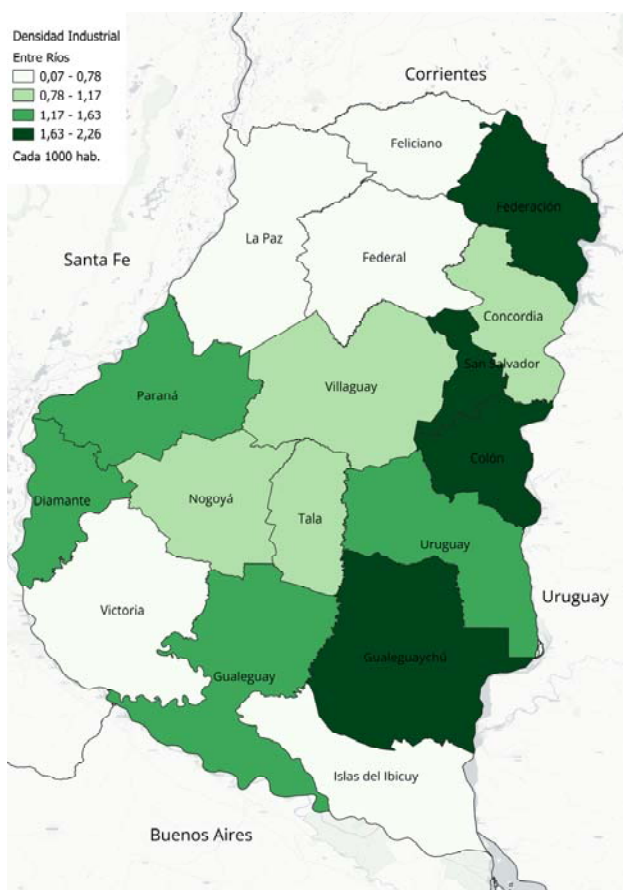 Densidad Industrial
Entre Ríos
0,07 - 0,78
0,78 - 1,17
1,17 - 1,63
1,63 - 2,26
Cada 1000 hab.
Corrientes
Feliciano
Federación
La Paz
Santa Fe
Federal
Concordia
San Salvador
Villaguay
Paraná
Colón
Diamante
Nogoyá
Tala
Uruguay
Uruguay
Victoria
Gualeguaychú
Gualeguay
Islas del Ibicuy
Buenos Aires